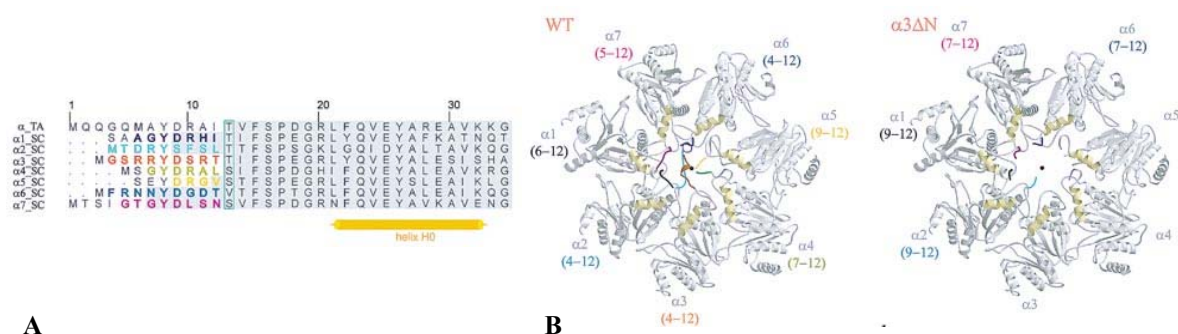 1 10 20 30
α_TA M Q Q G Q M A Y D R A I T V F S P D G R L F Q V E Y A R E A V K K G
α1_SC . . . S A A G Y D R H I T I F S P E G R L Y Q V E Y A F K A T N Q T
α2_SC . . . M T D R Y S F S L T T F S P S G K L G Q I D Y A L T A V K Q G
α3_SC . . M G S R R Y D S R T T I F S P E G R L Y Q V E Y A L E S I S H A
α4_SC . . . . M S G Y D R A L S I F S P D G H I F Q V E Y A L E A V K R G
α5_SC . . . . . S E Y D R G V S T F S P E G R L F Q V E Y S L E A I K L G
α6_SC . . M F R N N Y D G D T V T F S P T G R L F Q V E Y A L E A I K Q G
α7_SC M T S I G T G Y D L S N S V F S P D G R N F Q V E Y A V K A V E N G
helix H0
A
WT
α7
(5–12)
α6
(4–12)
α5
(9–12)
α1
(6–12)
α2
(4–12)
α4
(7–12)
α3
(4–12)
B
α3ΔN
α7
(7–12)
α6
(7–12)
α5
α1
(9–12)
α2
(9–12)
α4
α3